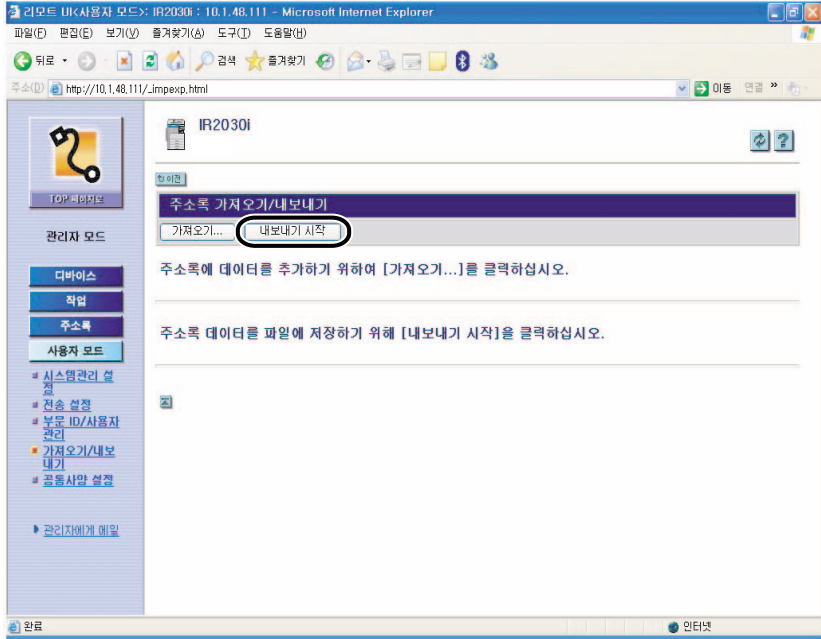 리모트 UI<사용자 모드>: IR2030i : 10.1.48.111 - Microsoft Internet Explorer
파일(F) 편집(E) 보기(V) 즐겨찾기(A) 도구(T) 도움말(H)
뒤로 검색 즐겨찾기
주소(D) http://10.1.48.111/_impexp.html 이동 연결 »
IR2030i
TOP 페이지로
이전
주소록 가져오기/내보내기
가져오기... 내보내기 시작
관리자 모드
주소록에 데이터를 추가하기 위하여 [가져오기...]를 클릭하십시오.
디바이스
작업
주소록
주소록 데이터를 파일에 저장하기 위해 [내보내기 시작]을 클릭하십시오.
사용자 모드
시스템관리 설
정
전송 설정
부문 ID/사용자
관리
가져오기/내보
내기
공통사양 설정
관리자에게 메일
완료 인터넷